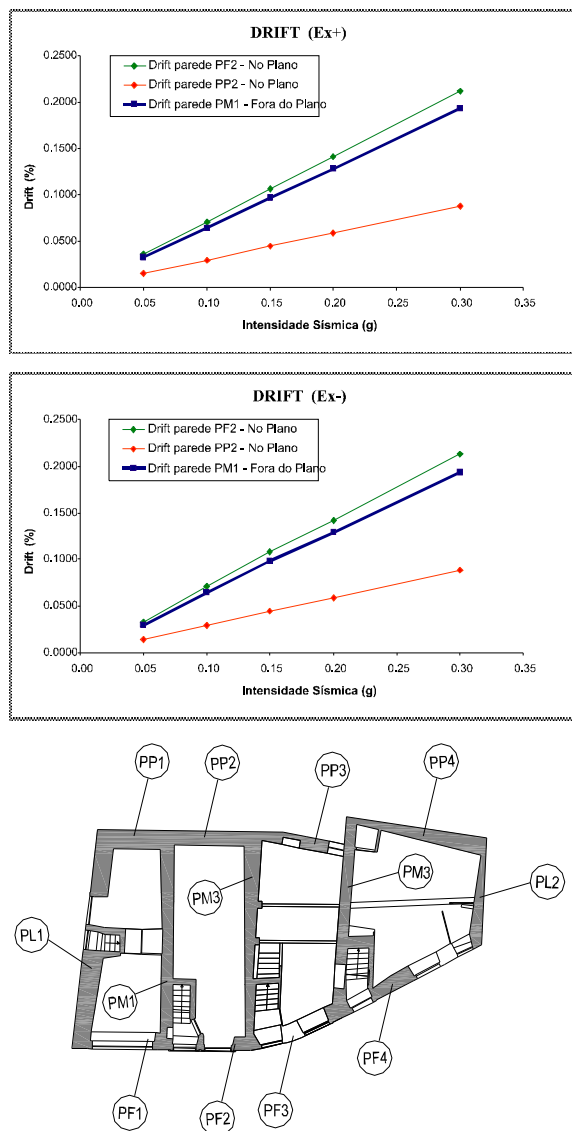 DRIFT (Ex+)
Drift parede PF2 - No Plano
Drift parede PP2 - No Plano
Drift parede PM1 - Fora do Plano
0.2500
0.2000
0.1500
0.1000
0.0500
0.0000
Drift (%)
0.00 0.05 0.10 0.15 0.20 0.25 0.30 0.35
Intensidade Sísmica (g)
DRIFT (Ex-)
Drift parede PF2 - No Plano
Drift parede PP2 - No Plano
Drift parede PM1 - Fora do Plano
0.2500
0.2000
0.1500
0.1000
0.0500
0.0000
Drift (%)
0.00 0.05 0.10 0.15 0.20 0.25 0.30 0.35
Intensidade Sísmica (g)
PP1
PP2
PP3
PP4
PM3
PM3
PL2
PL1
PM1
PF4
PF1
PF2
PF3